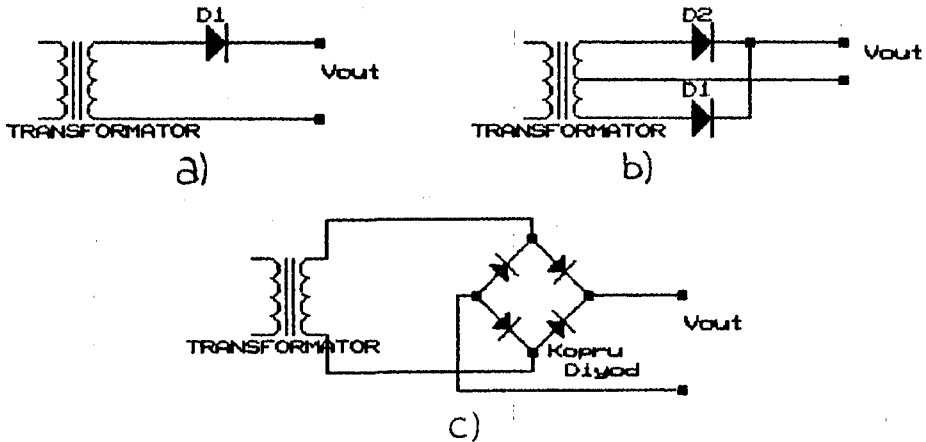 D1
Vout
TRANSFORMATOR
a)
D2
Vout
D1
TRANSFORMATOR
b)
TRANSFORMATOR
Vout
Kopru
Diyod
c)